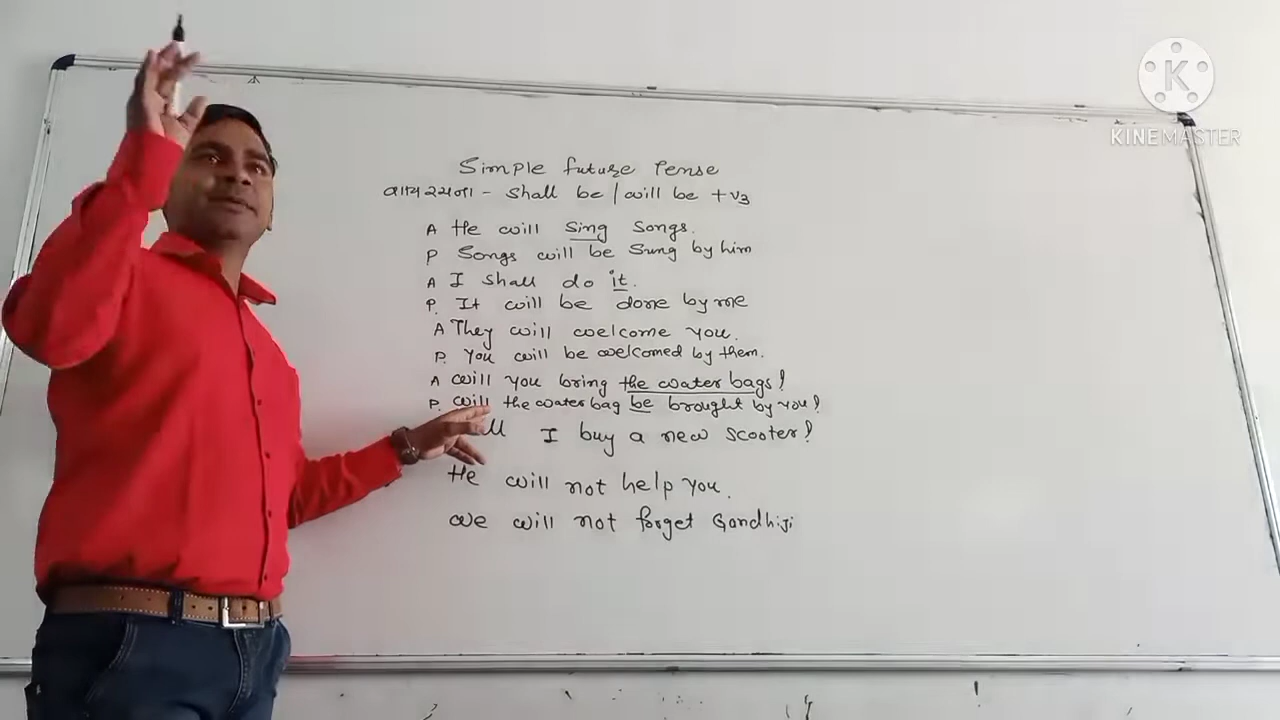 Simple future Tense
વાક્યરચના - Shall be / will be + v3
A He will sing Songs.
P Songs will be Sung by him
A I Shall do it.
P. It will be done by me
A They will welcome you.
P. You will be welcomed by them.
A will you bring the water bags?
P. will the water bag be brought by you?
I buy a new scooter?
He will not help you.
we will not forget Gandhiji
K
KINEMASTER